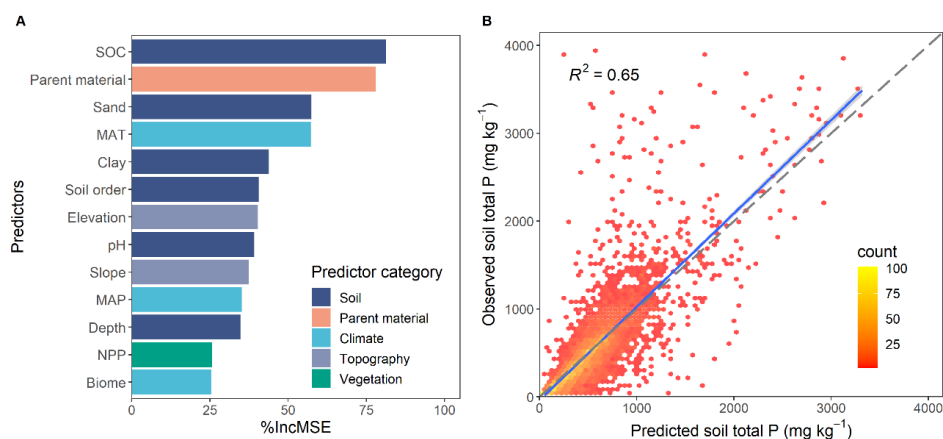 A
Predictors
SOC
Parent material
Sand
MAT
Clay
Soil order
Elevation
pH
Slope
MAP
Depth
NPP
Biome
Predictor category
Soil
Parent material
Climate
Topography
Vegetation
0 25 50 75 100
%IncMSE
B
Observed soil total P (mg kg⁻¹)
4000
3000
2000
1000
0
R² = 0.65
count
100
75
50
25
0 1000 2000 3000 4000
Predicted soil total P (mg kg⁻¹)